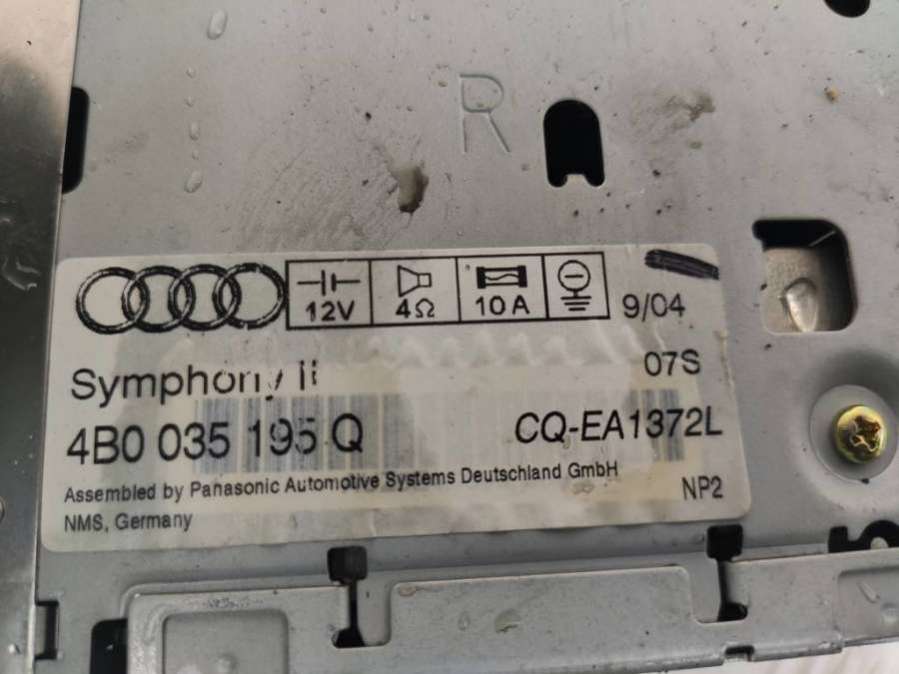 R
12V 4Ω 10A 9/04
Symphony II 07S
4B0 035 195 Q CQ-EA1372L
Assembled by Panasonic Automotive Systems Deutschland GmbH
NMS, Germany NP2